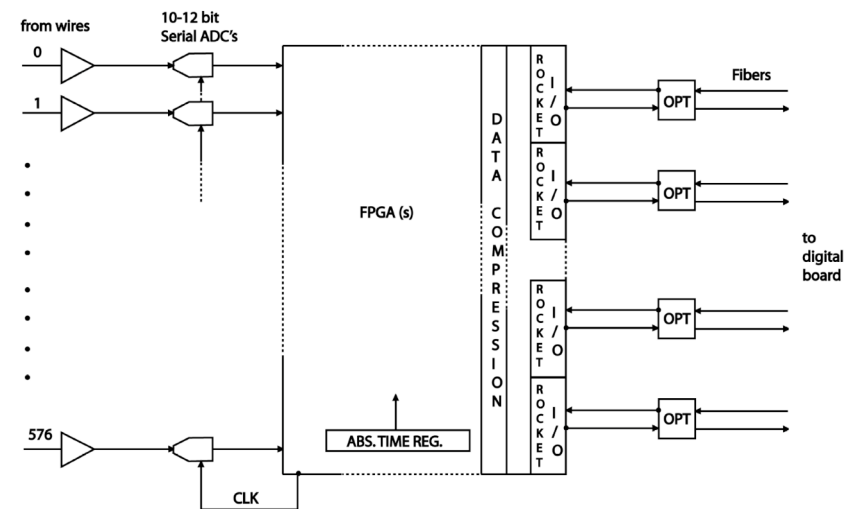 from wires
10-12 bit
Serial ADC's
0
1
576
CLK
FPGA (s)
ABS. TIME REG.
DATA COMPRESSION
ROCKET I/O
ROCKET I/O
ROCKET I/O
ROCKET I/O
OPT
OPT
OPT
OPT
Fibers
to
digital
board